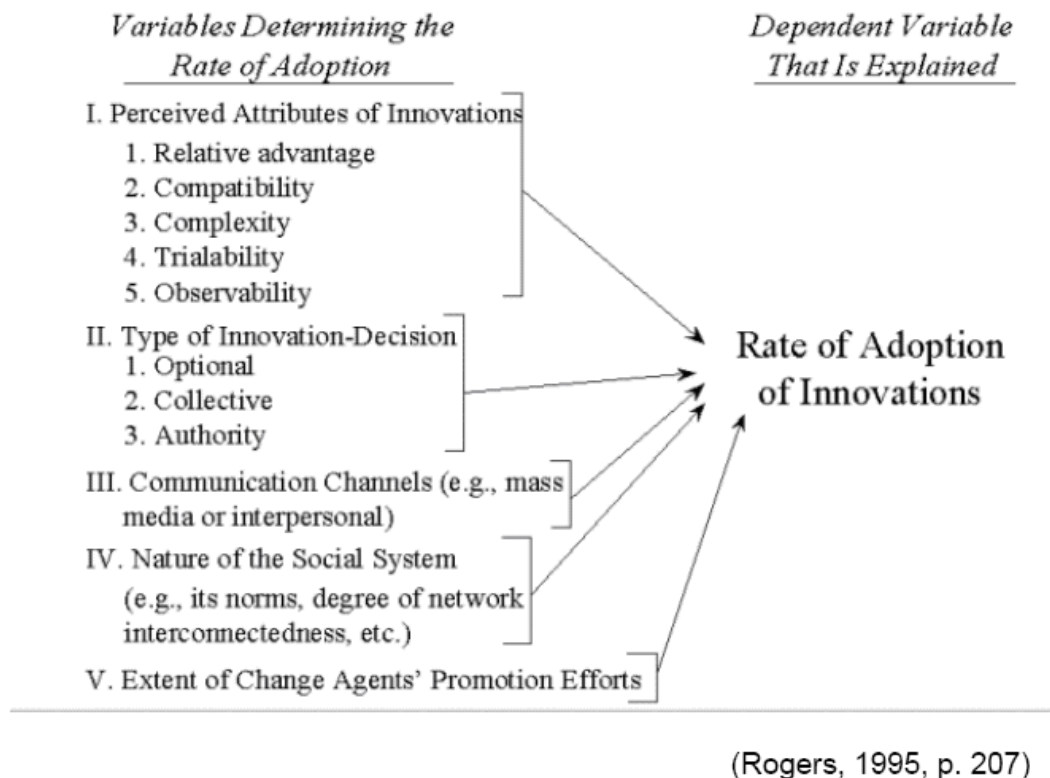 Variables Determining the
Rate of Adoption
Dependent Variable
That Is Explained
I. Perceived Attributes of Innovations
1. Relative advantage
2. Compatibility
3. Complexity
4. Trialability
5. Observability
II. Type of Innovation-Decision
1. Optional
2. Collective
3. Authority
III. Communication Channels (e.g., mass
media or interpersonal)
IV. Nature of the Social System
(e.g., its norms, degree of network
interconnectedness, etc.)
V. Extent of Change Agents' Promotion Efforts
Rate of Adoption
of Innovations
(Rogers, 1995, p. 207)